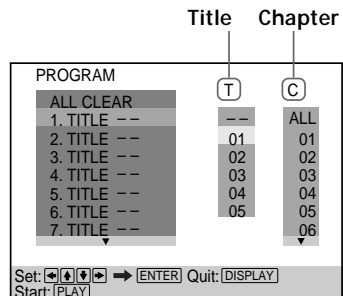 Title Chapter
PROGRAM
T C
ALL CLEAR
1. TITLE – – – – ALL
2. TITLE – – 01 01
3. TITLE – – 02 02
4. TITLE – – 03 03
5. TITLE – – 04 04
6. TITLE – – 05 05
7. TITLE – – 06
Set: ENTER Quit: DISPLAY
Start: PLAY